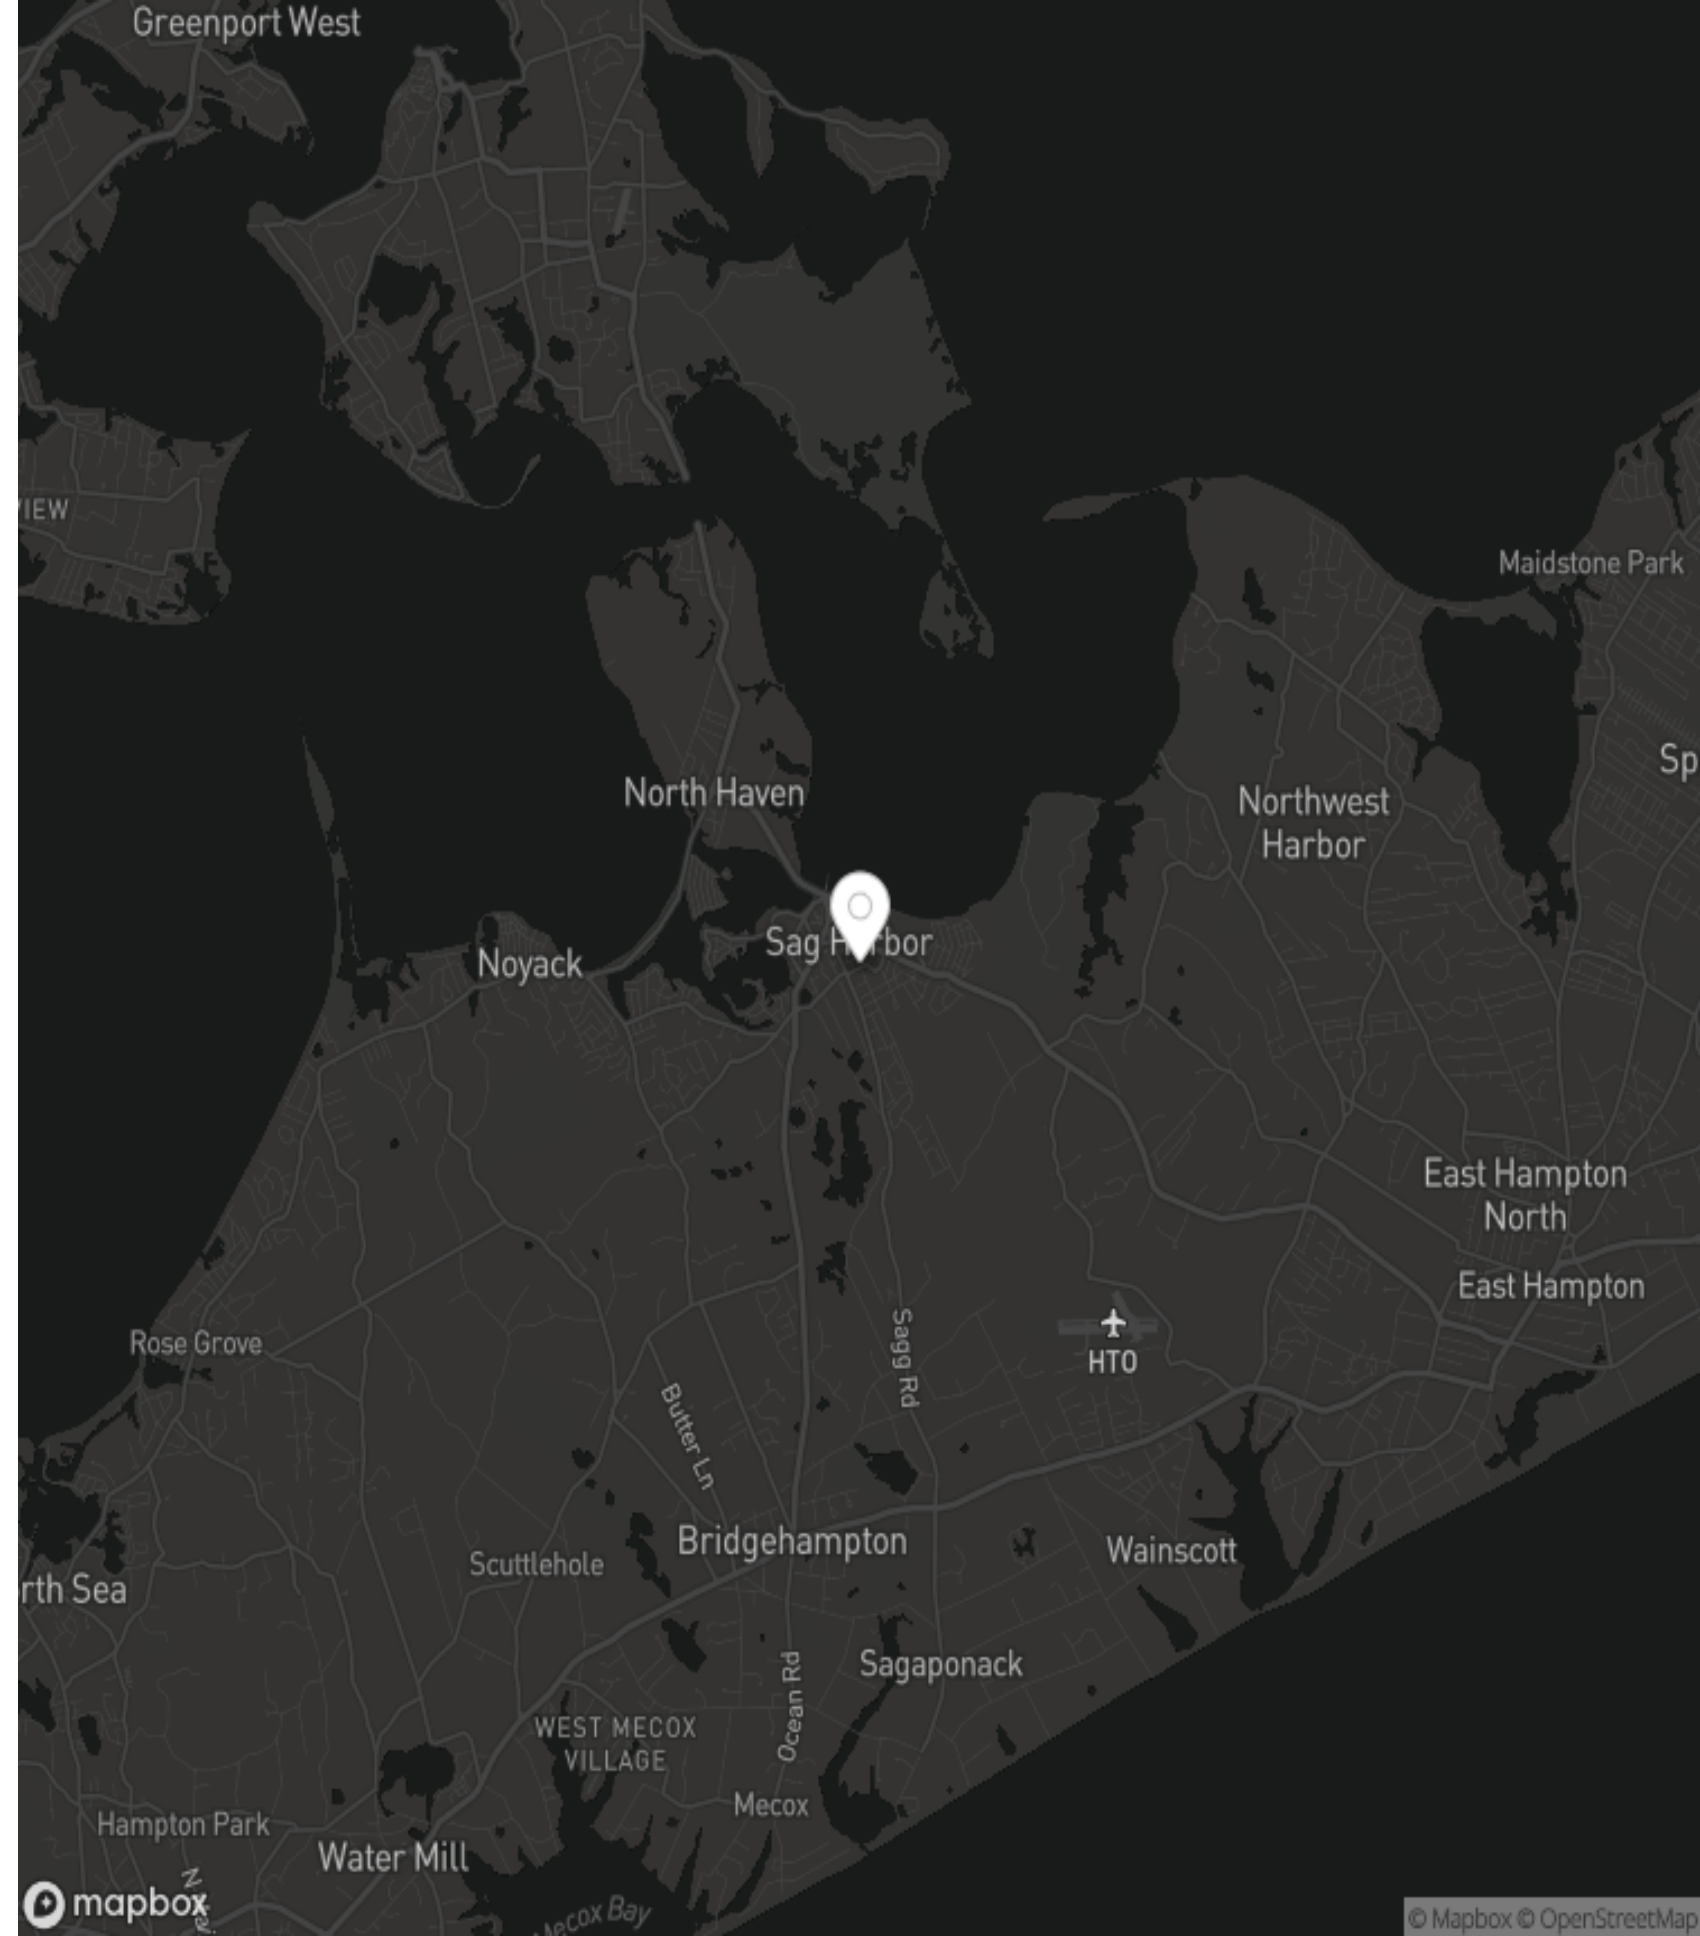 Greenport West
IEW
Maidstone Park
Sp
North Haven
Northwest
Harbor
Sag Harbor
Noyack
East Hampton
North
East Hampton
Rose Grove
HTO
Sagg Rd
Butter Ln
Bridgehampton
Wainscott
Scuttlehole
rth Sea
Sagaponack
Ocean Rd
WEST MECOX
VILLAGE
Mecox
Hampton Park
Water Mill
N
mapbox
Mecox Bay
© Mapbox © OpenStreetMap